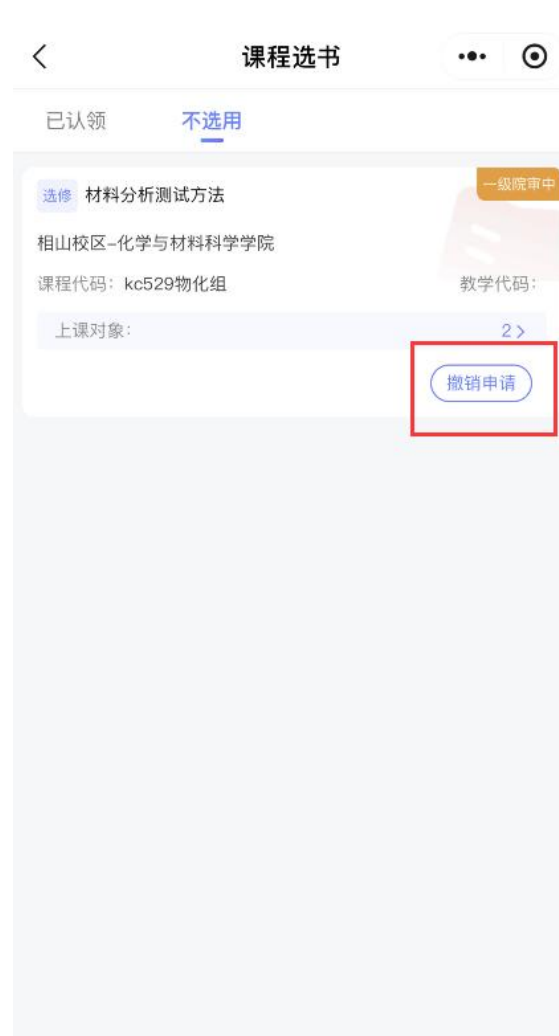 课程选书
已认领 不选用
一级院审中
选修 材料分析测试方法
相山校区-化学与材料科学学院
课程代码: kc529物化组 教学代码:
上课对象: 2 >
撤销申请